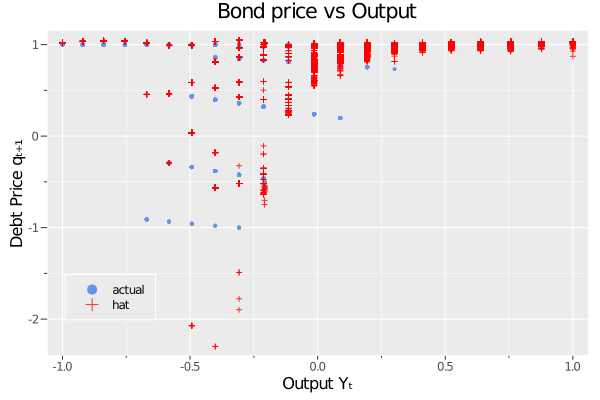 Bond price vs Output
Debt Price qₜ₊₁
1
0
-1
-2
actual
hat
-1.0
-0.5
0.0
0.5
1.0
Output Yₜ